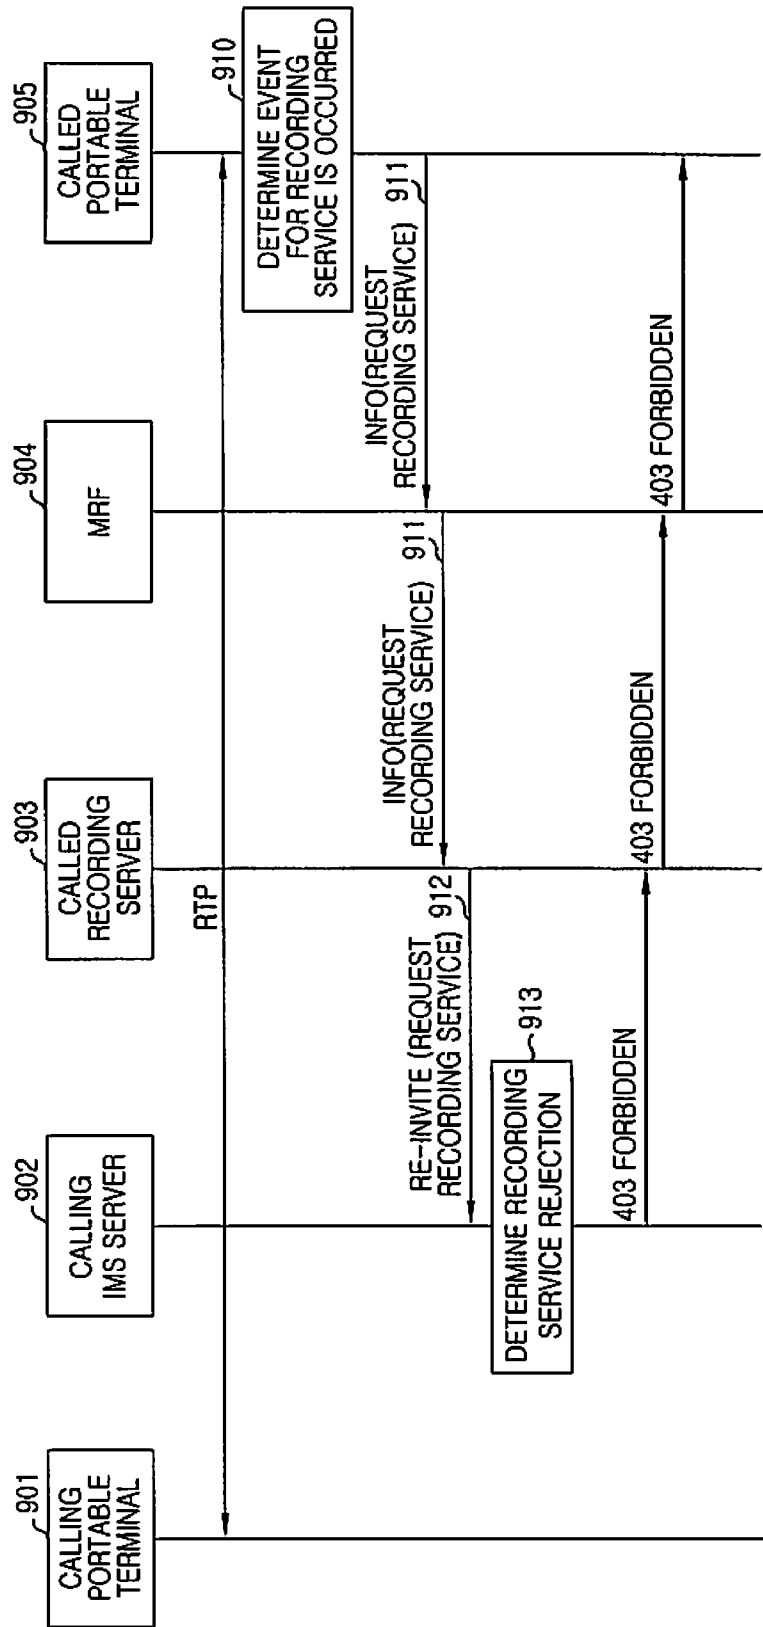 901
CALLING
PORTABLE
TERMINAL
902
CALLING
IMS SERVER
903
CALLED
RECORDING
SERVER
904
MRF
905
CALLED
PORTABLE
TERMINAL
RTP
910
DETERMINE EVENT
FOR RECORDING
SERVICE IS OCCURRED
INFO(REQUEST
RECORDING SERVICE)
911
INFO(REQUEST
RECORDING SERVICE)
911
RE-INVITE (REQUEST
RECORDING SERVICE)
912
DETERMINE RECORDING
SERVICE REJECTION
913
403 FORBIDDEN
403 FORBIDDEN
403 FORBIDDEN